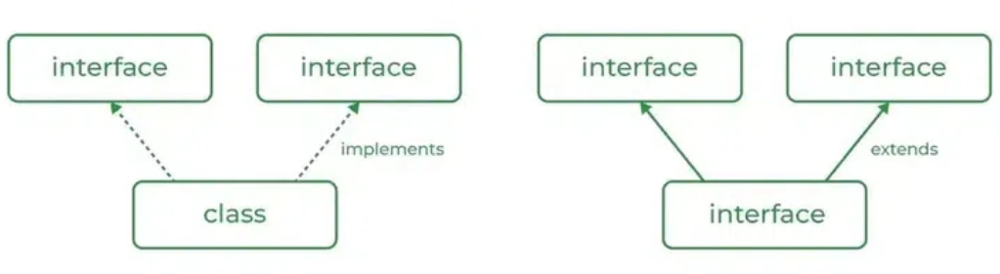 interface
interface
implements
class
interface
interface
extends
interface